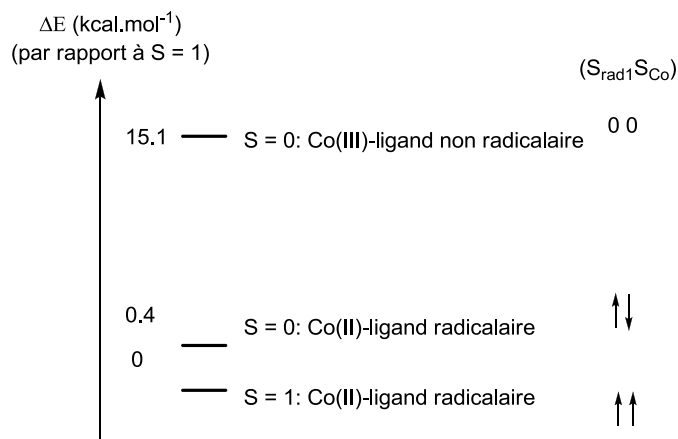 ΔE (kcal.mol⁻¹)
(par rapport à S = 1)
(S_rad1S_Co)
15.1 S = 0: Co(III)-ligand non radicalaire 0 0
0.4 S = 0: Co(II)-ligand radicalaire
0
S = 1: Co(II)-ligand radicalaire